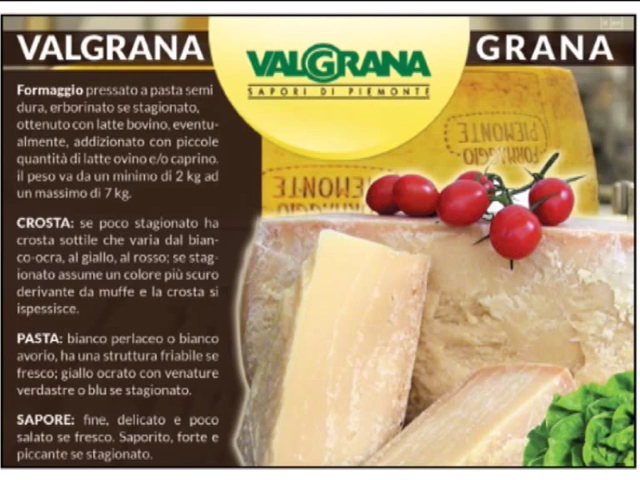 VALGRANA
GRANA
VALGRANA
SAPORI DI PIEMONTE
Formaggio pressato a pasta semi
dura, erborinato se stagionato,
ottenuto con latte bovino, eventu-
almente, addizionato con piccole
quantità di latte ovino e/o caprino.
il peso va da un minimo di 2 kg ad
un massimo di 7 kg.
CROSTA: se poco stagionato ha
crosta sottile che varia dal bian-
co-ocra, al giallo, al rosso; se stag-
ionato assume un colore più scuro
derivante da muffe e la crosta si
ispessisce.
PASTA: bianco perlaceo o bianco
avorio, ha una struttura friabile se
fresco; giallo ocrato con venature
verdastre o blu se stagionato.
SAPORE: fine, delicato e poco
salato se fresco. Saporito, forte e
piccante se stagionato.
FORMAGGIO
PIEMONTE
PIEMONTE